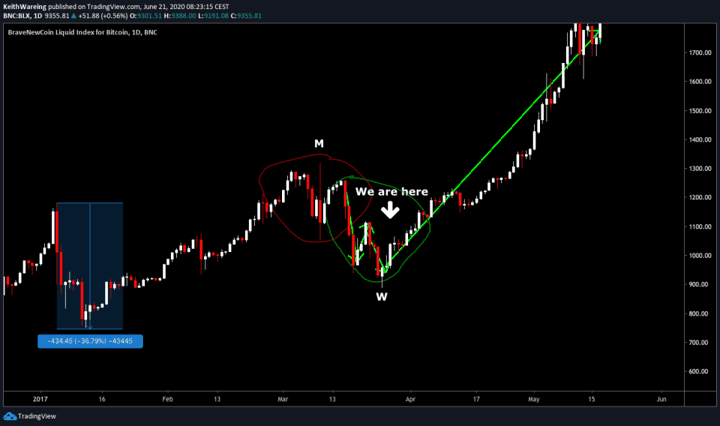 KeithWareing published on TradingView.com, June 21, 2020 08:23:15 CEST
BNC:BLX, 1D 9355.81 ▲ +51.88 (+0.56%) O:9301.51 H:9388.00 L:9191.08 C:9355.81
BraveNewCoin Liquid Index for Bitcoin, 1D, BNC
1700.00
1600.00
1500.00
1400.00
1300.00
1200.00
1100.00
1000.00
900.00
800.00
700.00
600.00
M
We are here
W
-434.45 (-36.79%) -43445
2017 16 Feb 13 Mar 13 Apr 17 May 15 Jun
TradingView